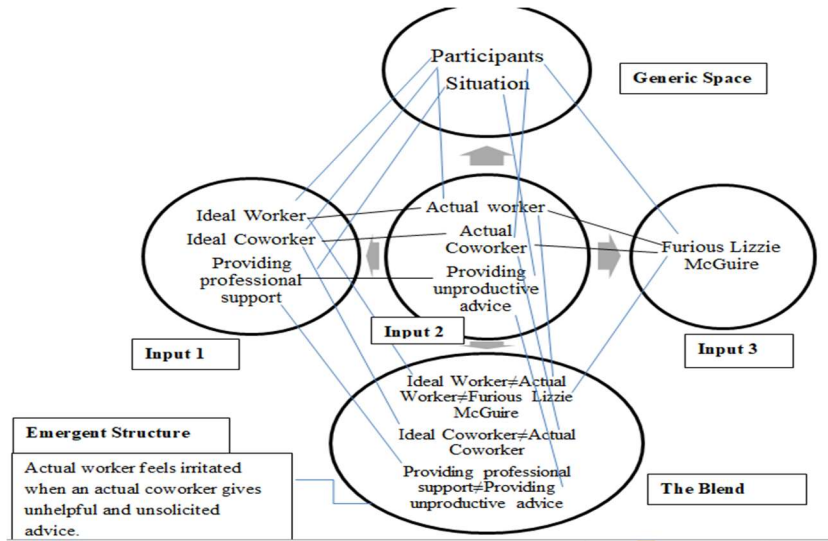 Participants
Situation
Generic Space
Ideal Worker
Ideal Coworker
Providing
professional
support
Input 1
Actual worker
Actual
Coworker
Providing
unproductive
advice
Input 2
Furious Lizzie
McGuire
Input 3
Ideal Worker≠Actual
Worker≠Furious Lizzie
McGuire
Ideal Coworker≠Actual
Coworker
Providing professional
support≠Providing
unproductive advice
The Blend
Emergent Structure
Actual worker feels irritated
when an actual coworker gives
unhelpful and unsolicited
advice.